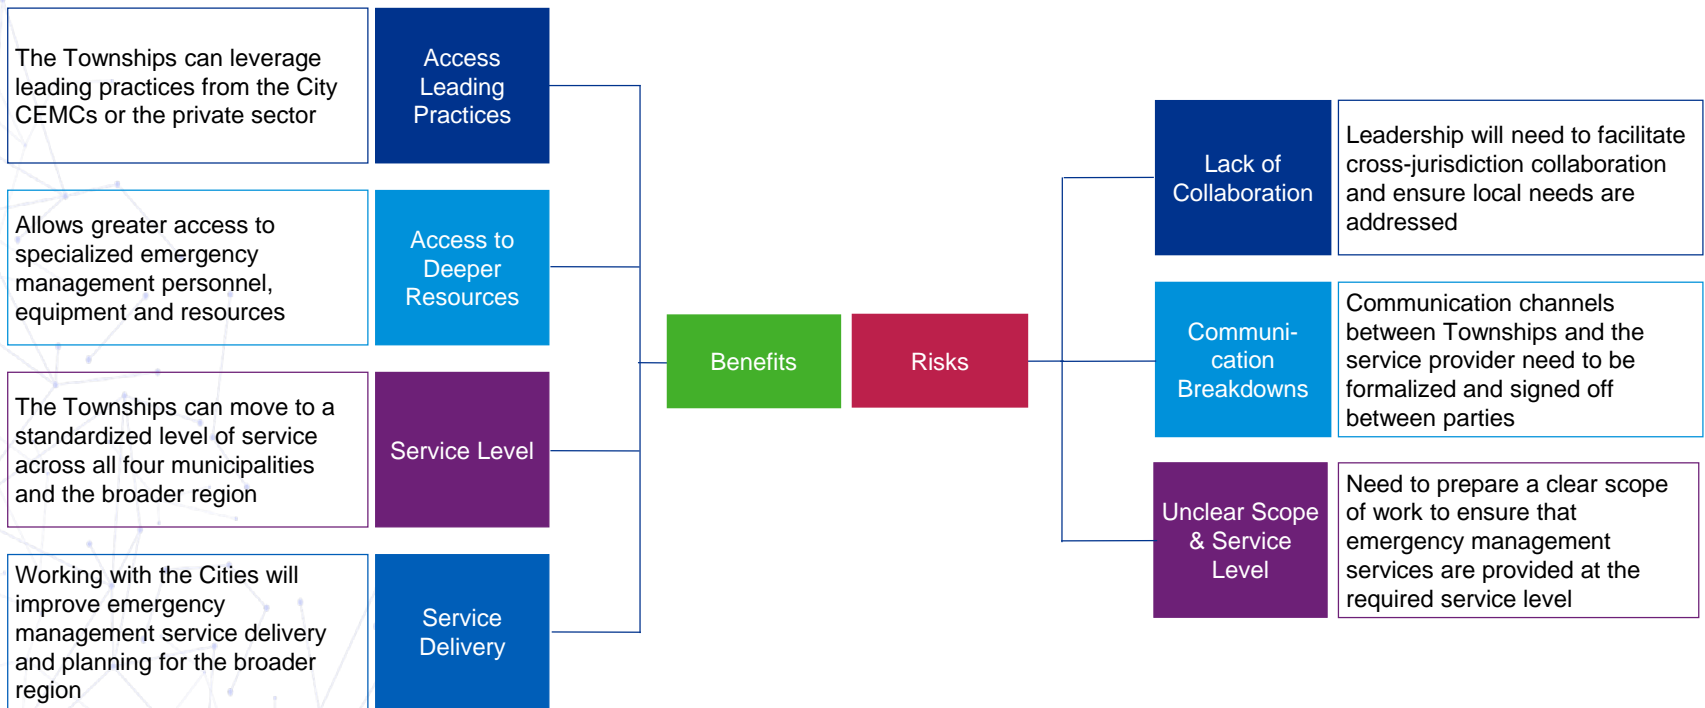 The Townships can leverage
leading practices from the City
CEMCs or the private sector
Access
Leading
Practices
Allows greater access to
specialized emergency
management personnel,
equipment and resources
Access to
Deeper
Resources
The Townships can move to a
standardized level of service
across all four municipalities
and the broader region
Service Level
Working with the Cities will
improve emergency
management service delivery
and planning for the broader
region
Service
Delivery
Benefits
Risks
Lack of
Collaboration
Leadership will need to facilitate
cross-jurisdiction collaboration
and ensure local needs are
addressed
Communi-
cation
Breakdowns
Communication channels
between Townships and the
service provider need to be
formalized and signed off
between parties
Unclear Scope
& Service
Level
Need to prepare a clear scope
of work to ensure that
emergency management
services are provided at the
required service level